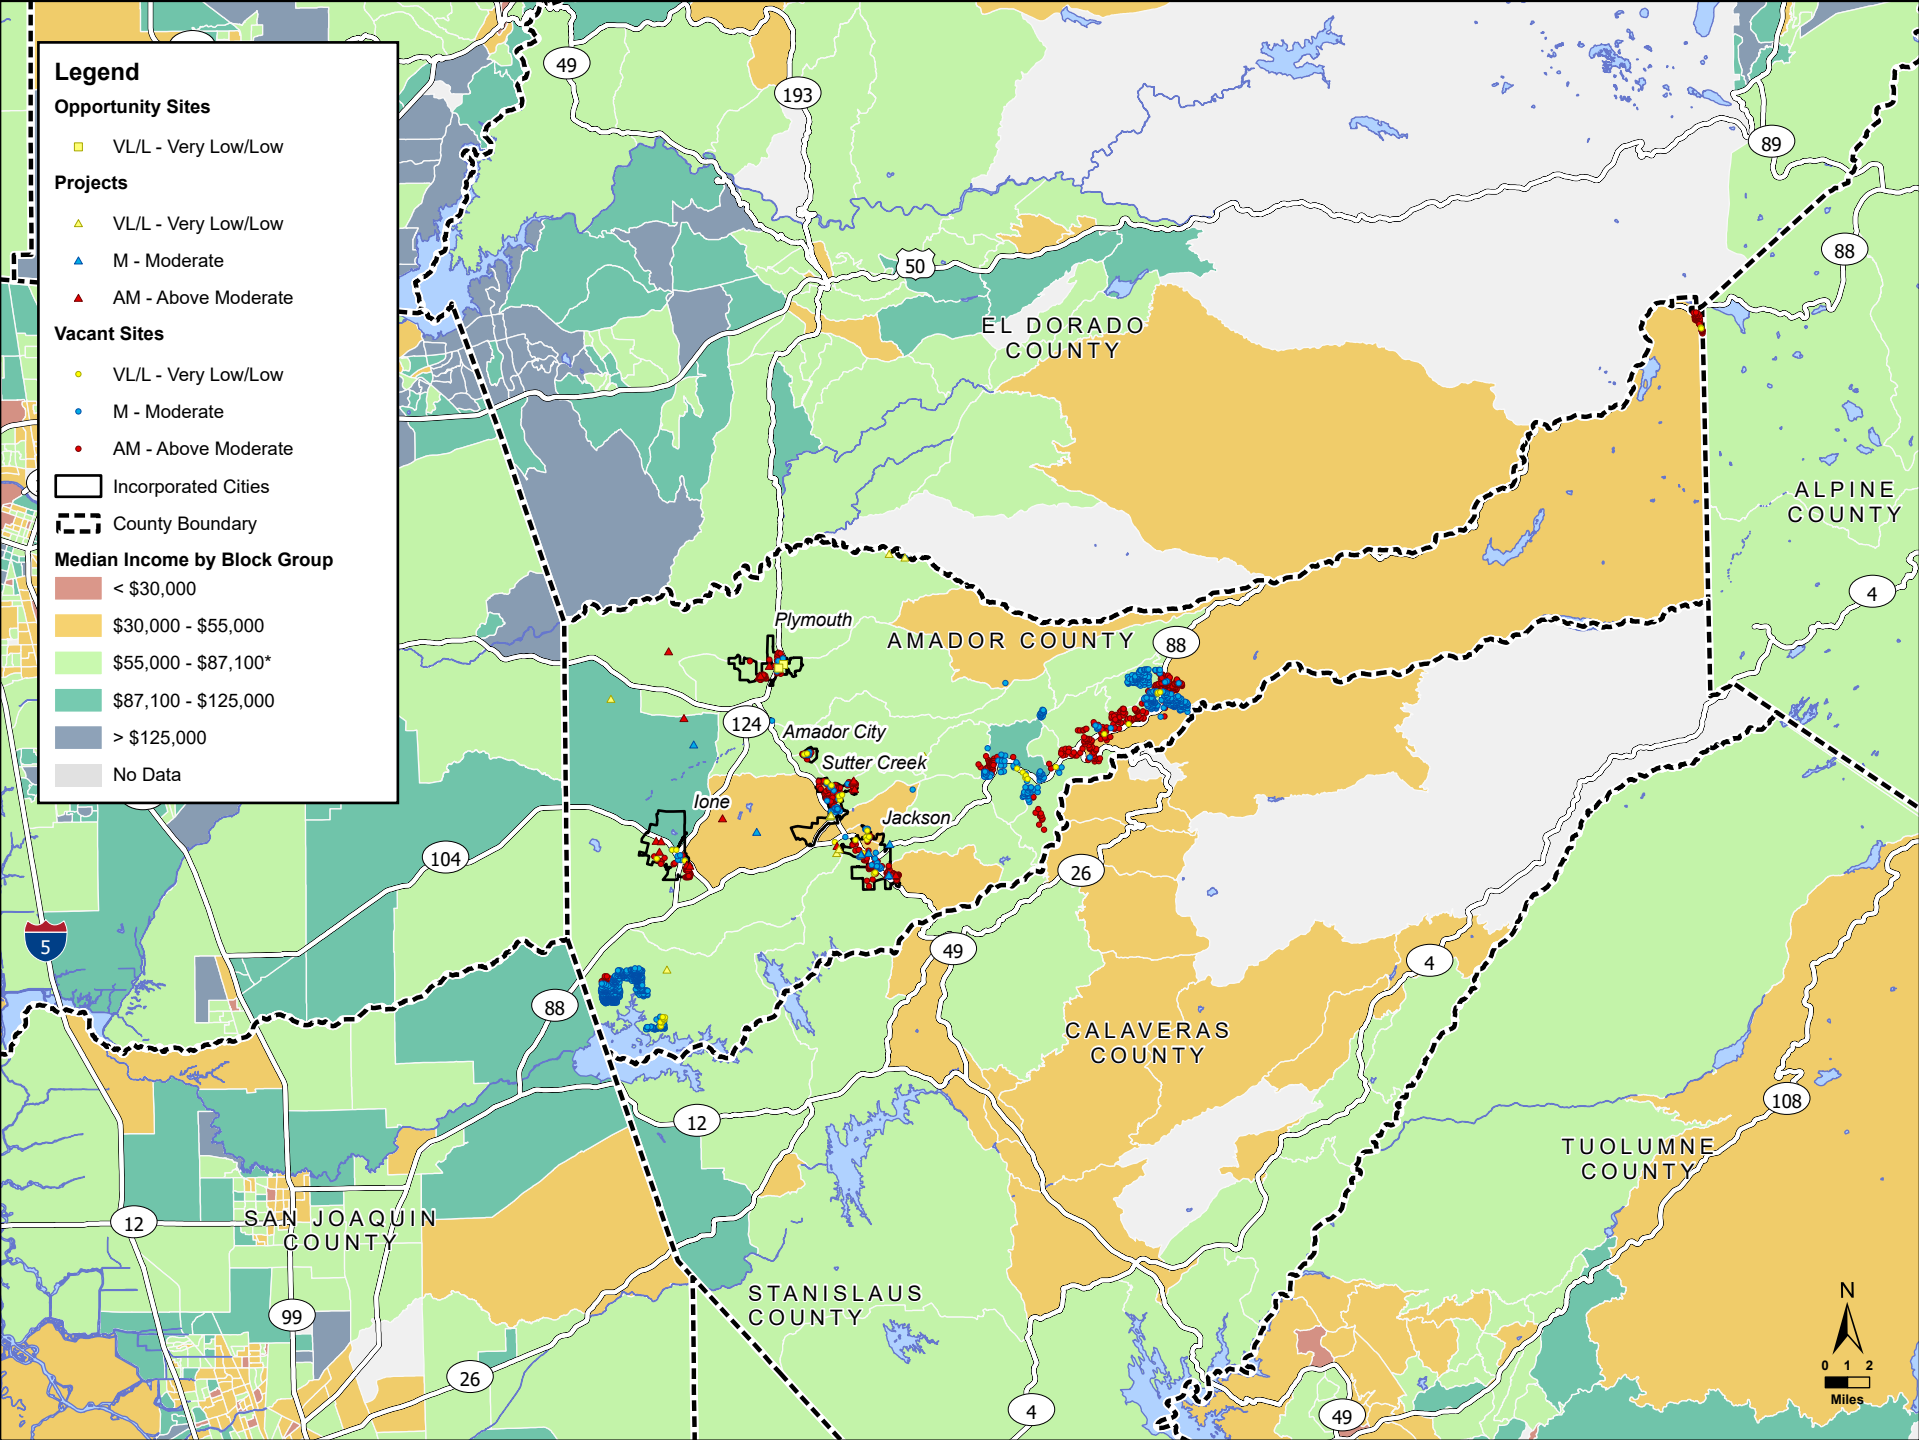 Legend
Opportunity Sites
VL/L - Very Low/Low
Projects
VL/L - Very Low/Low
M - Moderate
AM - Above Moderate
Vacant Sites
VL/L - Very Low/Low
M - Moderate
AM - Above Moderate
Incorporated Cities
County Boundary
Median Income by Block Group
< $30,000
$30,000 - $55,000
$55,000 - $87,100*
$87,100 - $125,000
> $125,000
No Data
49
193
89
88
50
EL DORADO
COUNTY
ALPINE
COUNTY
4
Plymouth
AMADOR COUNTY
88
124
Amador City
Sutter Creek
Ione
Jackson
104
26
5
49
4
88
CALAVERAS
COUNTY
12
108
TUOLUMNE
COUNTY
12
SAN JOAQUIN
COUNTY
STANISLAUS
COUNTY
99
26
4
49
N
0 1 2
Miles